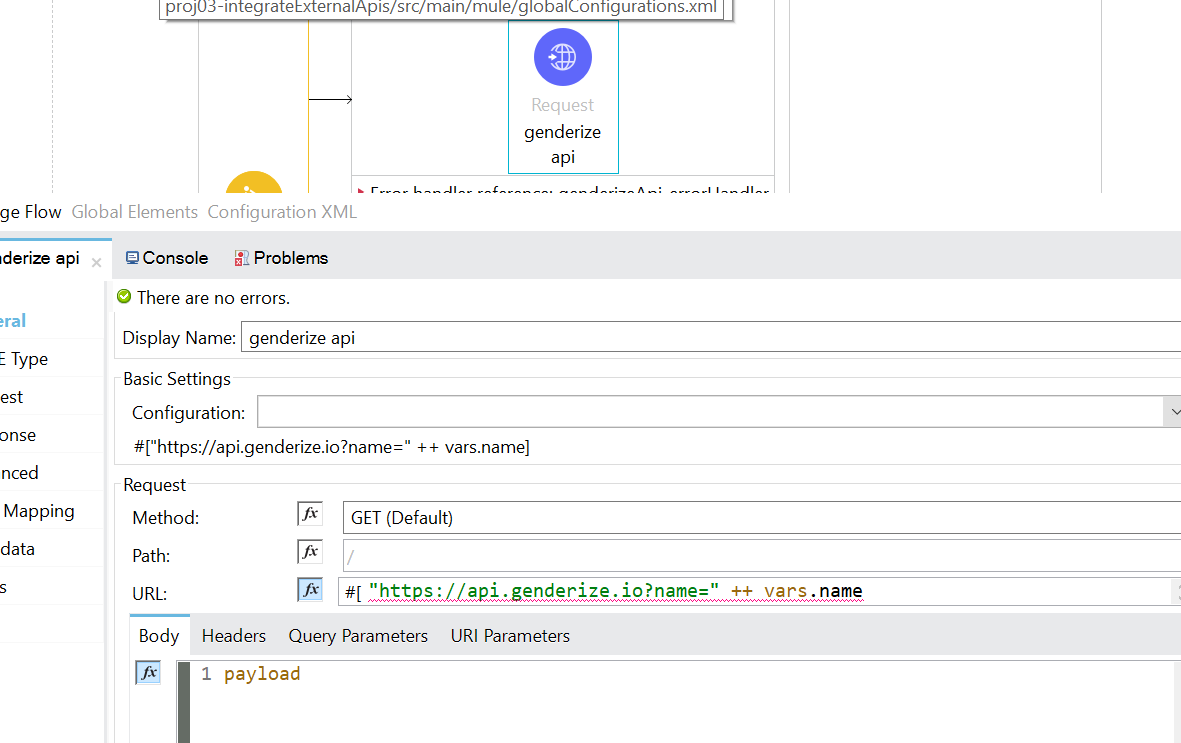 proj03-integrateExternalApis/src/main/mule/globalConfigurations.xml
Request
genderize
api
Error handler reference: genderizeApi-errorHandler
ge Flow Global Elements Configuration XML
nderize api Console Problems
There are no errors.
eral
Display Name: genderize api
E Type
Basic Settings
est
Configuration:
onse
#["https://api.genderize.io?name=" ++ vars.name]
nced
Request
Mapping
Method: fx GET (Default)
data
Path: fx /
s
URL: fx #[ "https://api.genderize.io?name=" ++ vars.name
Body Headers Query Parameters URI Parameters
fx 1 payload